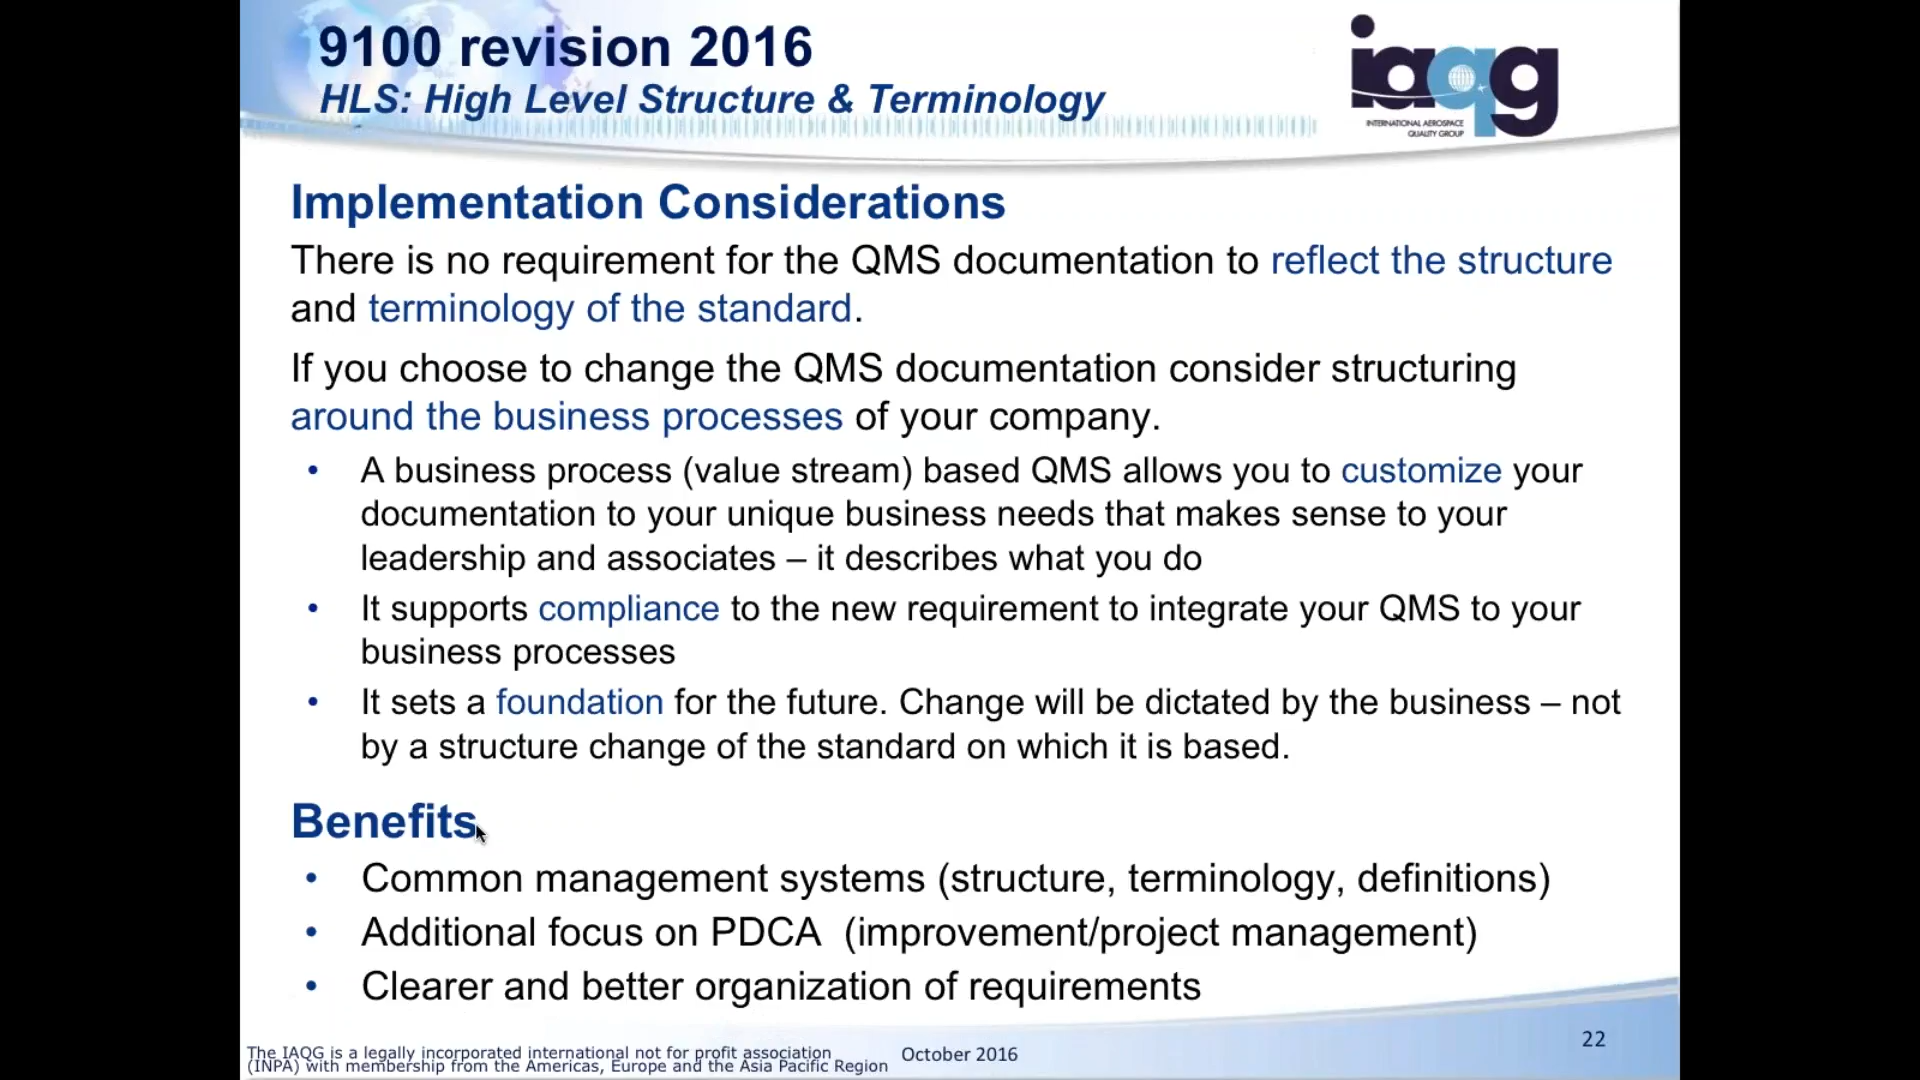 9100 revision 2016
HLS: High Level Structure & Terminology
iaqg
INTERNATIONAL AEROSPACE
QUALITY GROUP
Implementation Considerations
There is no requirement for the QMS documentation to reflect the structure
and terminology of the standard.
If you choose to change the QMS documentation consider structuring
around the business processes of your company.
• A business process (value stream) based QMS allows you to customize your
documentation to your unique business needs that makes sense to your
leadership and associates – it describes what you do
• It supports compliance to the new requirement to integrate your QMS to your
business processes
• It sets a foundation for the future. Change will be dictated by the business – not
by a structure change of the standard on which it is based.
Benefits
• Common management systems (structure, terminology, definitions)
• Additional focus on PDCA (improvement/project management)
• Clearer and better organization of requirements
The IAQG is a legally incorporated international not for profit association
(INPA) with membership from the Americas, Europe and the Asia Pacific Region
October 2016
22